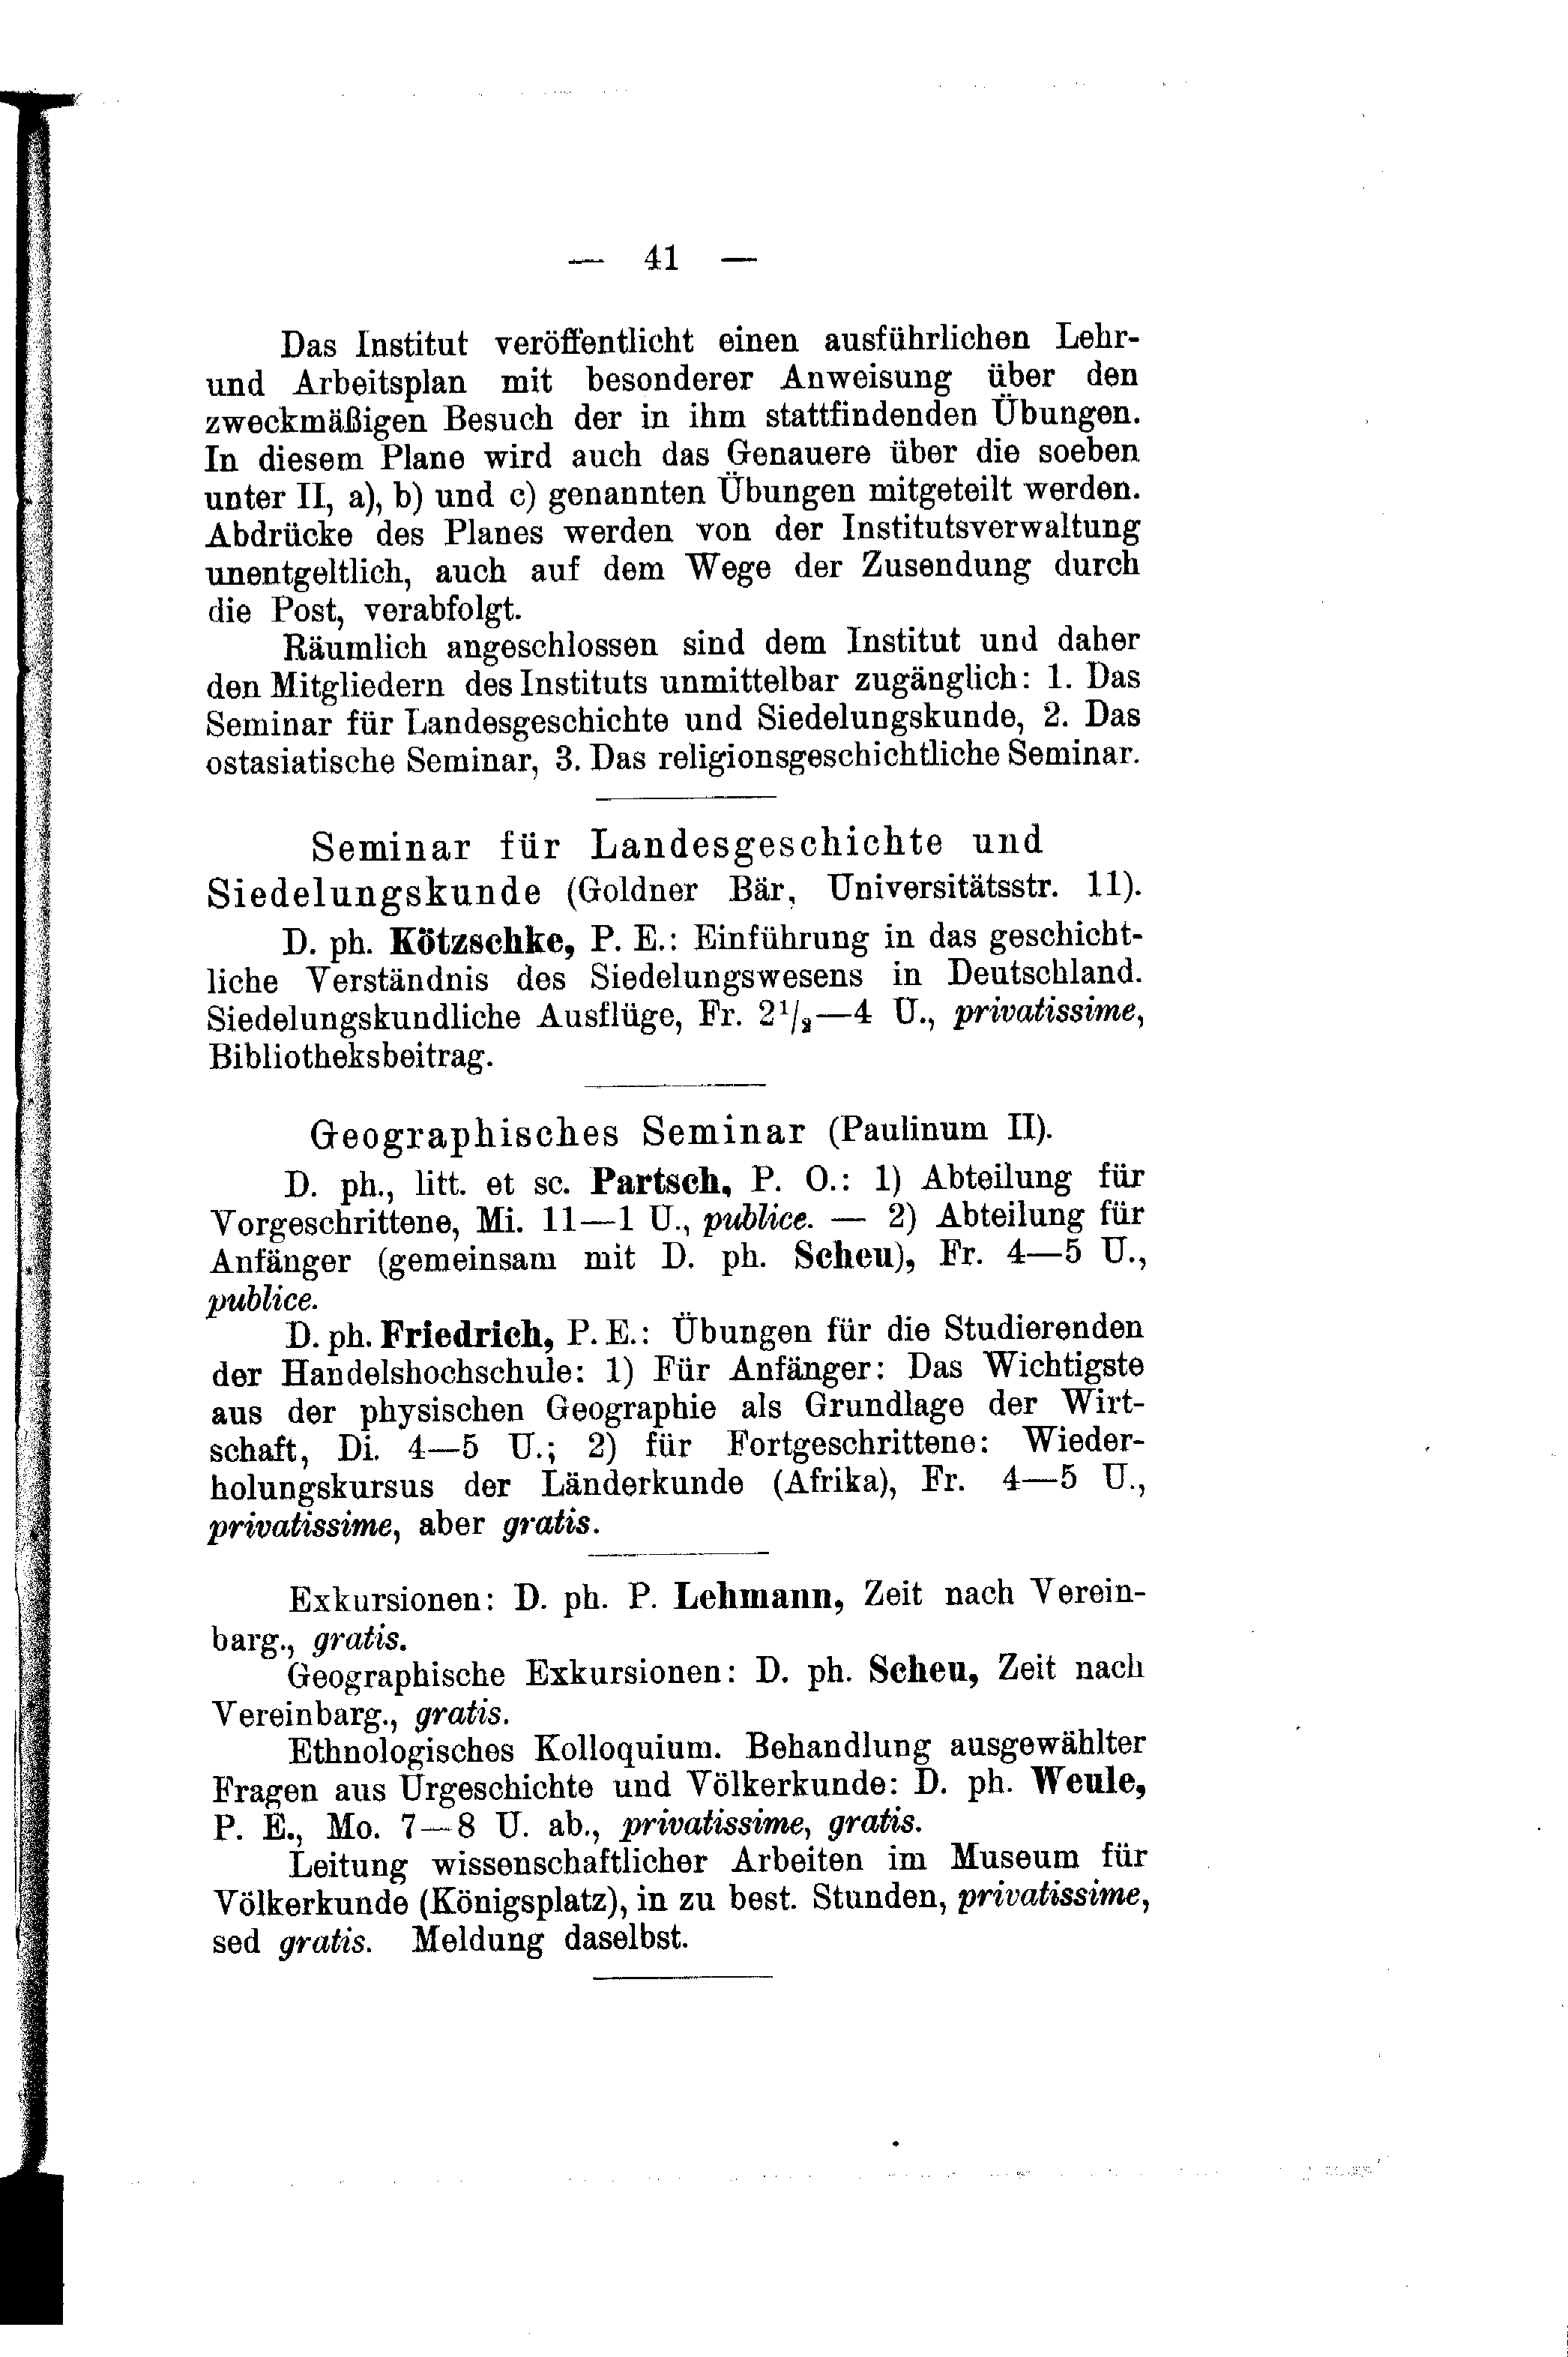 — 41 —
Das Institut veröffentlicht einen ausführlichen Lehr-
und Arbeitsplan mit besonderer Anweisung über den
zweckmäßigen Besuch der in ihm stattfindenden Übungen.
In diesem Plane wird auch das Genauere über die soeben
unter II, a), b) und c) genannten Übungen mitgeteilt werden.
Abdrücke des Planes werden von der Institutsverwaltung
unentgeltlich, auch auf dem Wege der Zusendung durch
die Post, verabfolgt.
Räumlich angeschlossen sind dem Institut und daher
den Mitgliedern des Instituts unmittelbar zugänglich: 1. Das
Seminar für Landesgeschichte und Siedelungskunde, 2. Das
ostasiatische Seminar, 3. Das religionsgeschichtliche Seminar.
Seminar für Landesgeschichte und
Siedelungskunde (Goldner Bär, Universitätsstr. 11).
D. ph. Kötzschke, P. E.: Einführung in das geschicht-
liche Verständnis des Siedelungswesens in Deutschland.
Siedelungskundliche Ausflüge, Fr. 2¹/₂—4 U., privatissime,
Bibliotheksbeitrag.
Geographisches Seminar (Paulinum II).
D. ph., litt. et sc. Partsch, P. O.: 1) Abteilung für
Vorgeschrittene, Mi. 11—1 U., publice. — 2) Abteilung für
Anfänger (gemeinsam mit D. ph. Scheu), Fr. 4—5 U.,
publice.
D. ph. Friedrich, P. E.: Übungen für die Studierenden
der Handelshochschule: 1) Für Anfänger: Das Wichtigste
aus der physischen Geographie als Grundlage der Wirt-
schaft, Di. 4—5 U.; 2) für Fortgeschrittene: Wieder-
holungskursus der Länderkunde (Afrika), Fr. 4—5 U.,
privatissime, aber gratis.
Exkursionen: D. ph. P. Lehmann, Zeit nach Verein-
barg., gratis.
Geographische Exkursionen: D. ph. Scheu, Zeit nach
Vereinbarg., gratis.
Ethnologisches Kolloquium. Behandlung ausgewählter
Fragen aus Urgeschichte und Völkerkunde: D. ph. Weule,
P. E., Mo. 7—8 U. ab., privatissime, gratis.
Leitung wissenschaftlicher Arbeiten im Museum für
Völkerkunde (Königsplatz), in zu best. Stunden, privatissime,
sed gratis. Meldung daselbst.